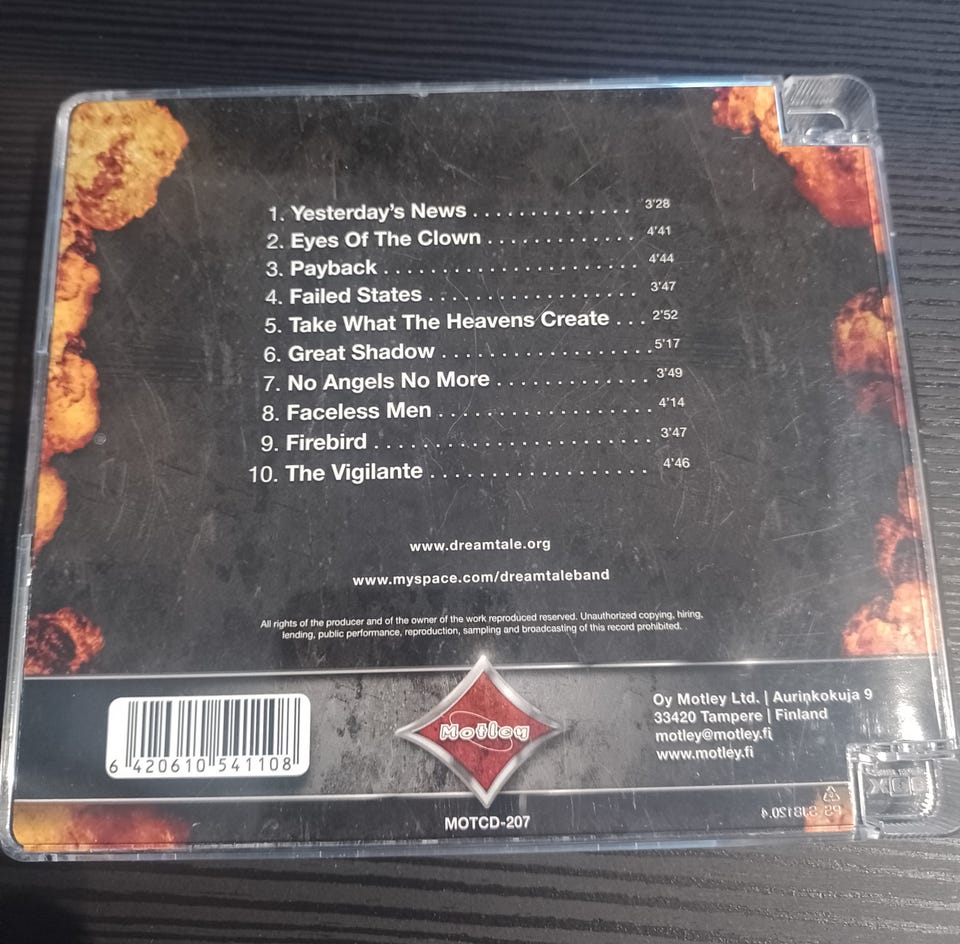 1. Yesterday's News .............. 3'28
2. Eyes Of The Clown ............. 4'41
3. Payback ...................... 4'44
4. Failed States .................. 3'47
5. Take What The Heavens Create ... 2'52
6. Great Shadow .................. 5'17
7. No Angels No More ............. 3'49
8. Faceless Men ................... 4'14
9. Firebird ........................ 3'47
10. The Vigilante ................... 4'46
www.dreamtale.org
www.myspace.com/dreamtaleband
All rights of the producer and of the owner of the work reproduced reserved. Unauthorized copying, hiring,
lending, public performance, reproduction, sampling and broadcasting of this record prohibited.
6 420610 541108
Motley
Oy Motley Ltd. | Aurinkokuja 9
33420 Tampere | Finland
motley@motley.fi
www.motley.fi
MOTCD-207